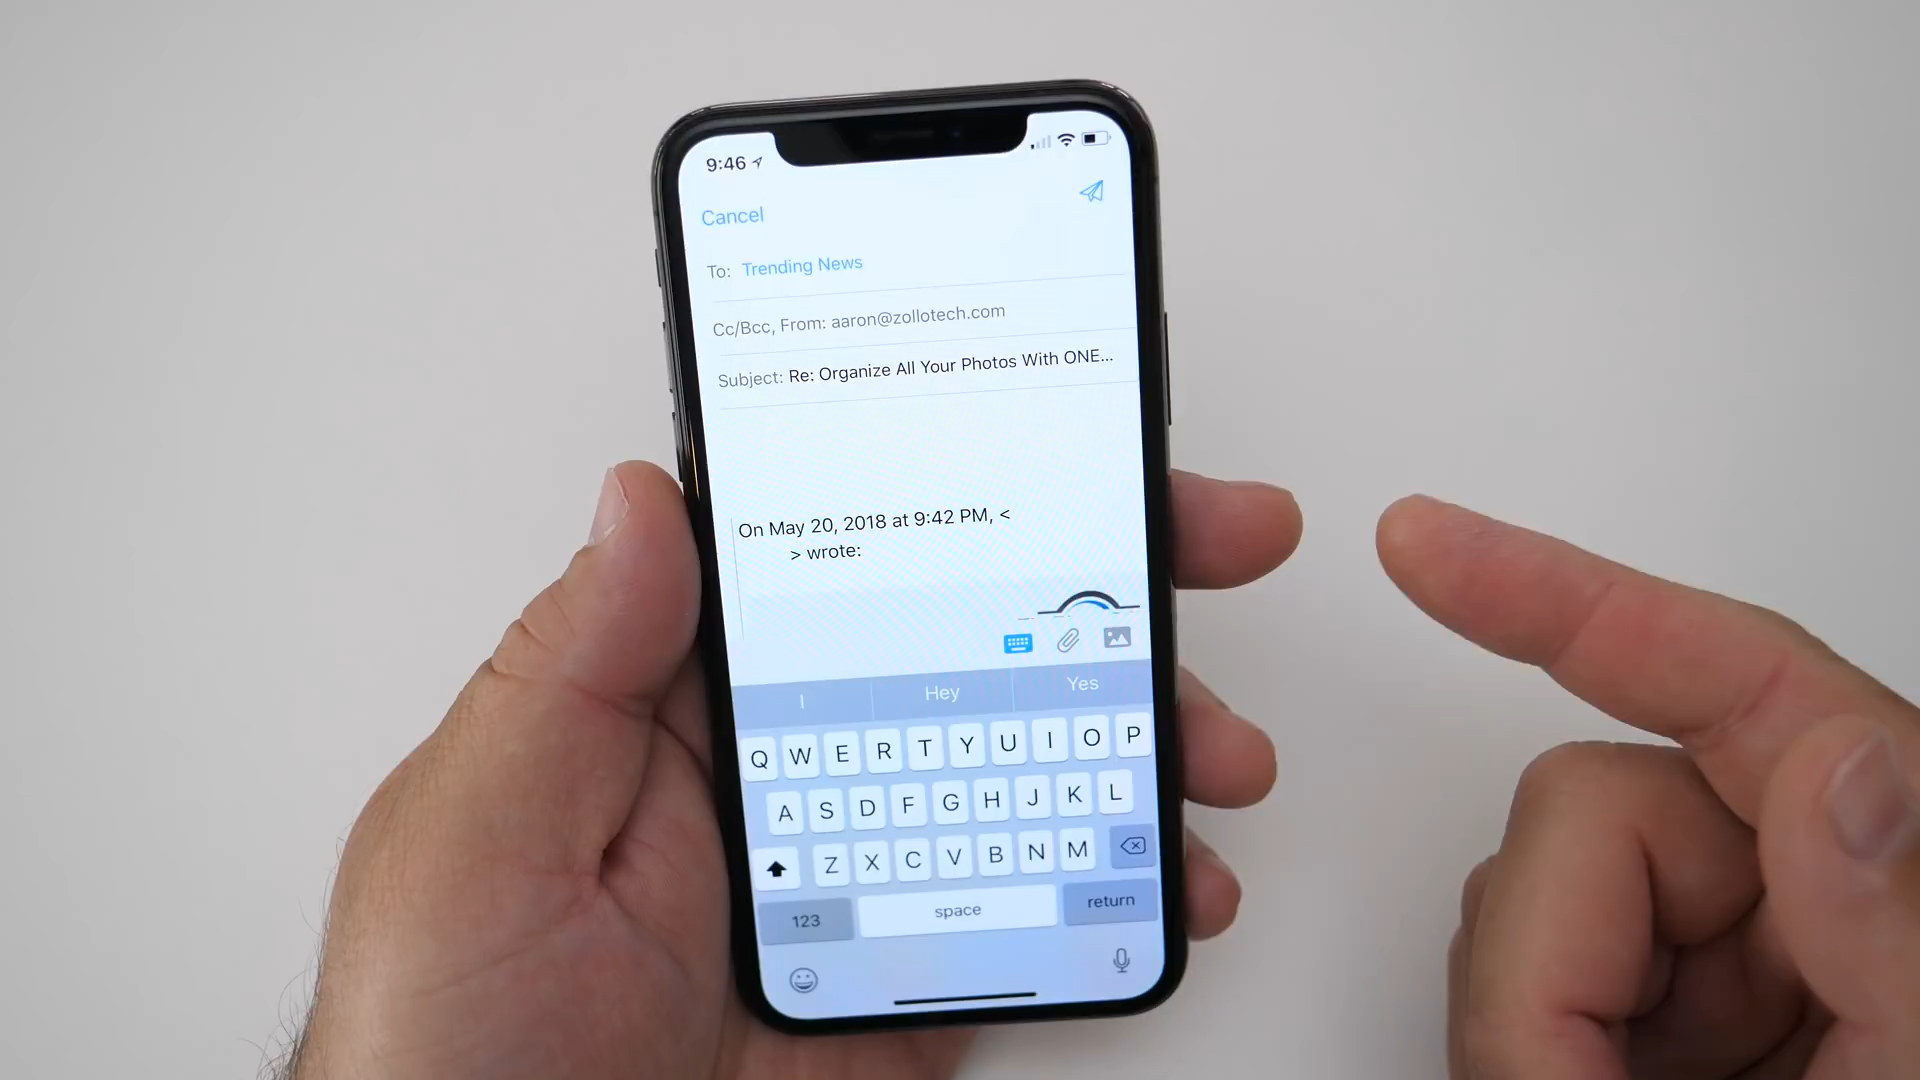 9:46
Cancel
To: Trending News
Cc/Bcc, From: aaron@zollotech.com
Subject: Re: Organize All Your Photos With ONE...
On May 20, 2018 at 9:42 PM, <
> wrote:
I Hey Yes
Q W E R T Y U I O P
A S D F G H J K L
Z X C V B N M
123 space return